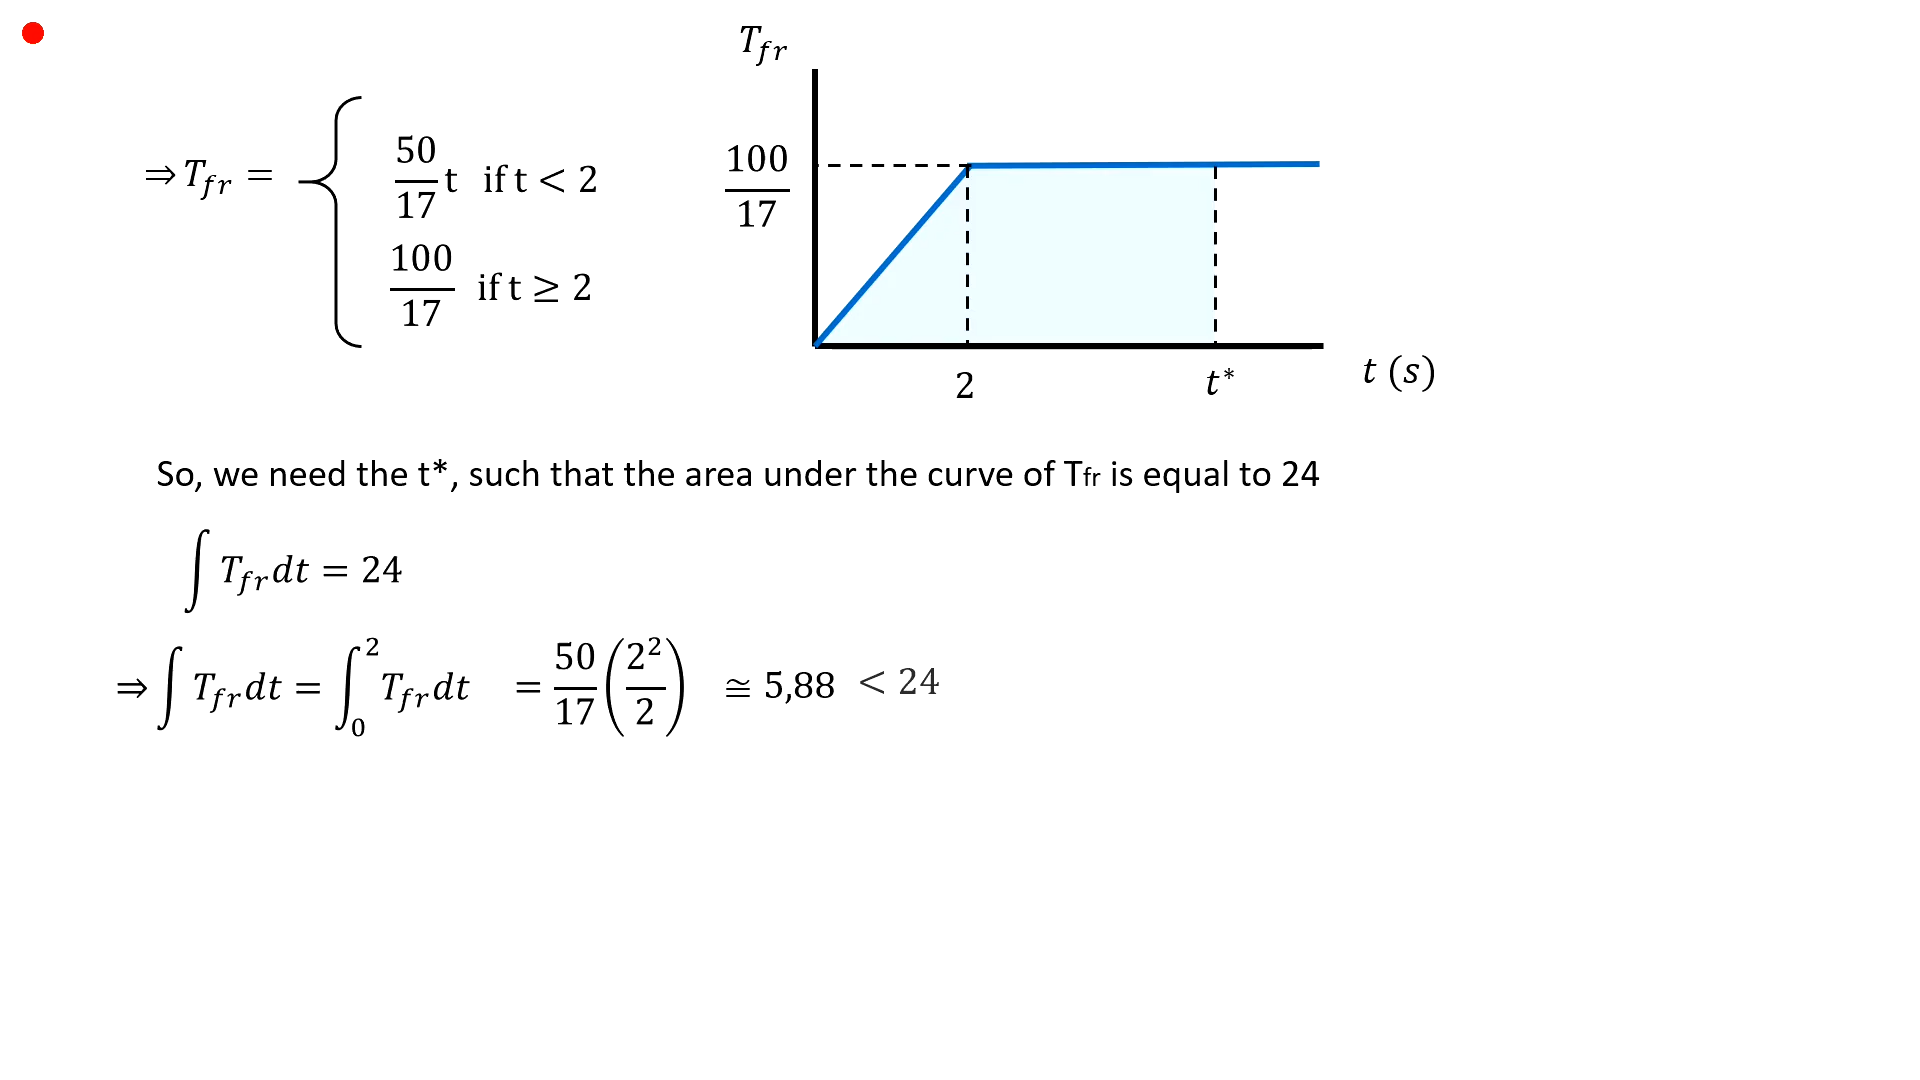 T_fr
⇒ T_fr = { 50/17 t if t < 2
100/17 if t ≥ 2
100/17
2
t*
t (s)
So, we need the t*, such that the area under the curve of Tfr is equal to 24
∫ T_fr dt = 24
⇒ ∫ T_fr dt = ∫_0^2 T_fr dt = 50/17 (2^2/2) ≅ 5,88 < 24